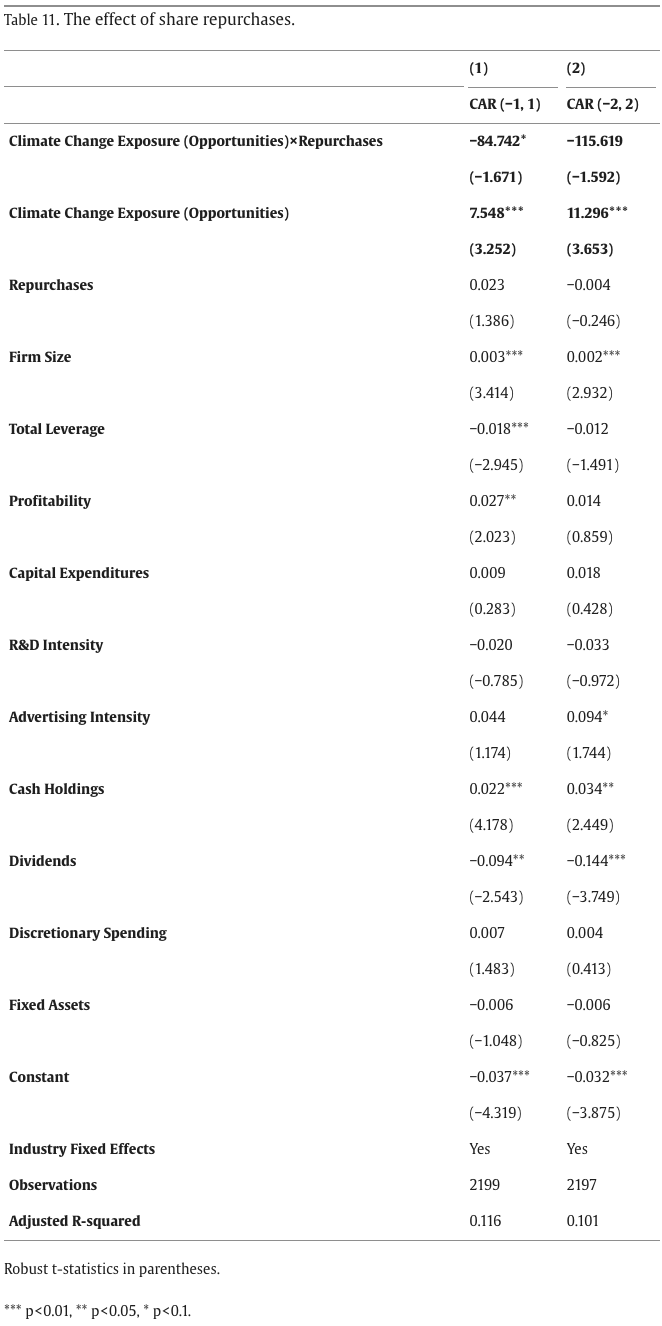 Table 11. The effect of share repurchases.
(1) (2)
CAR (−1, 1) CAR (−2, 2)
Climate Change Exposure (Opportunities)×Repurchases −84.742* −115.619
(−1.671) (−1.592)
Climate Change Exposure (Opportunities) 7.548*** 11.296***
(3.252) (3.653)
Repurchases 0.023 −0.004
(1.386) (−0.246)
Firm Size 0.003*** 0.002***
(3.414) (2.932)
Total Leverage −0.018*** −0.012
(−2.945) (−1.491)
Profitability 0.027** 0.014
(2.023) (0.859)
Capital Expenditures 0.009 0.018
(0.283) (0.428)
R&D Intensity −0.020 −0.033
(−0.785) (−0.972)
Advertising Intensity 0.044 0.094*
(1.174) (1.744)
Cash Holdings 0.022*** 0.034**
(4.178) (2.449)
Dividends −0.094** −0.144***
(−2.543) (−3.749)
Discretionary Spending 0.007 0.004
(1.483) (0.413)
Fixed Assets −0.006 −0.006
(−1.048) (−0.825)
Constant −0.037*** −0.032***
(−4.319) (−3.875)
Industry Fixed Effects Yes Yes
Observations 2199 2197
Adjusted R-squared 0.116 0.101
Robust t-statistics in parentheses.
*** p<0.01, ** p<0.05, * p<0.1.